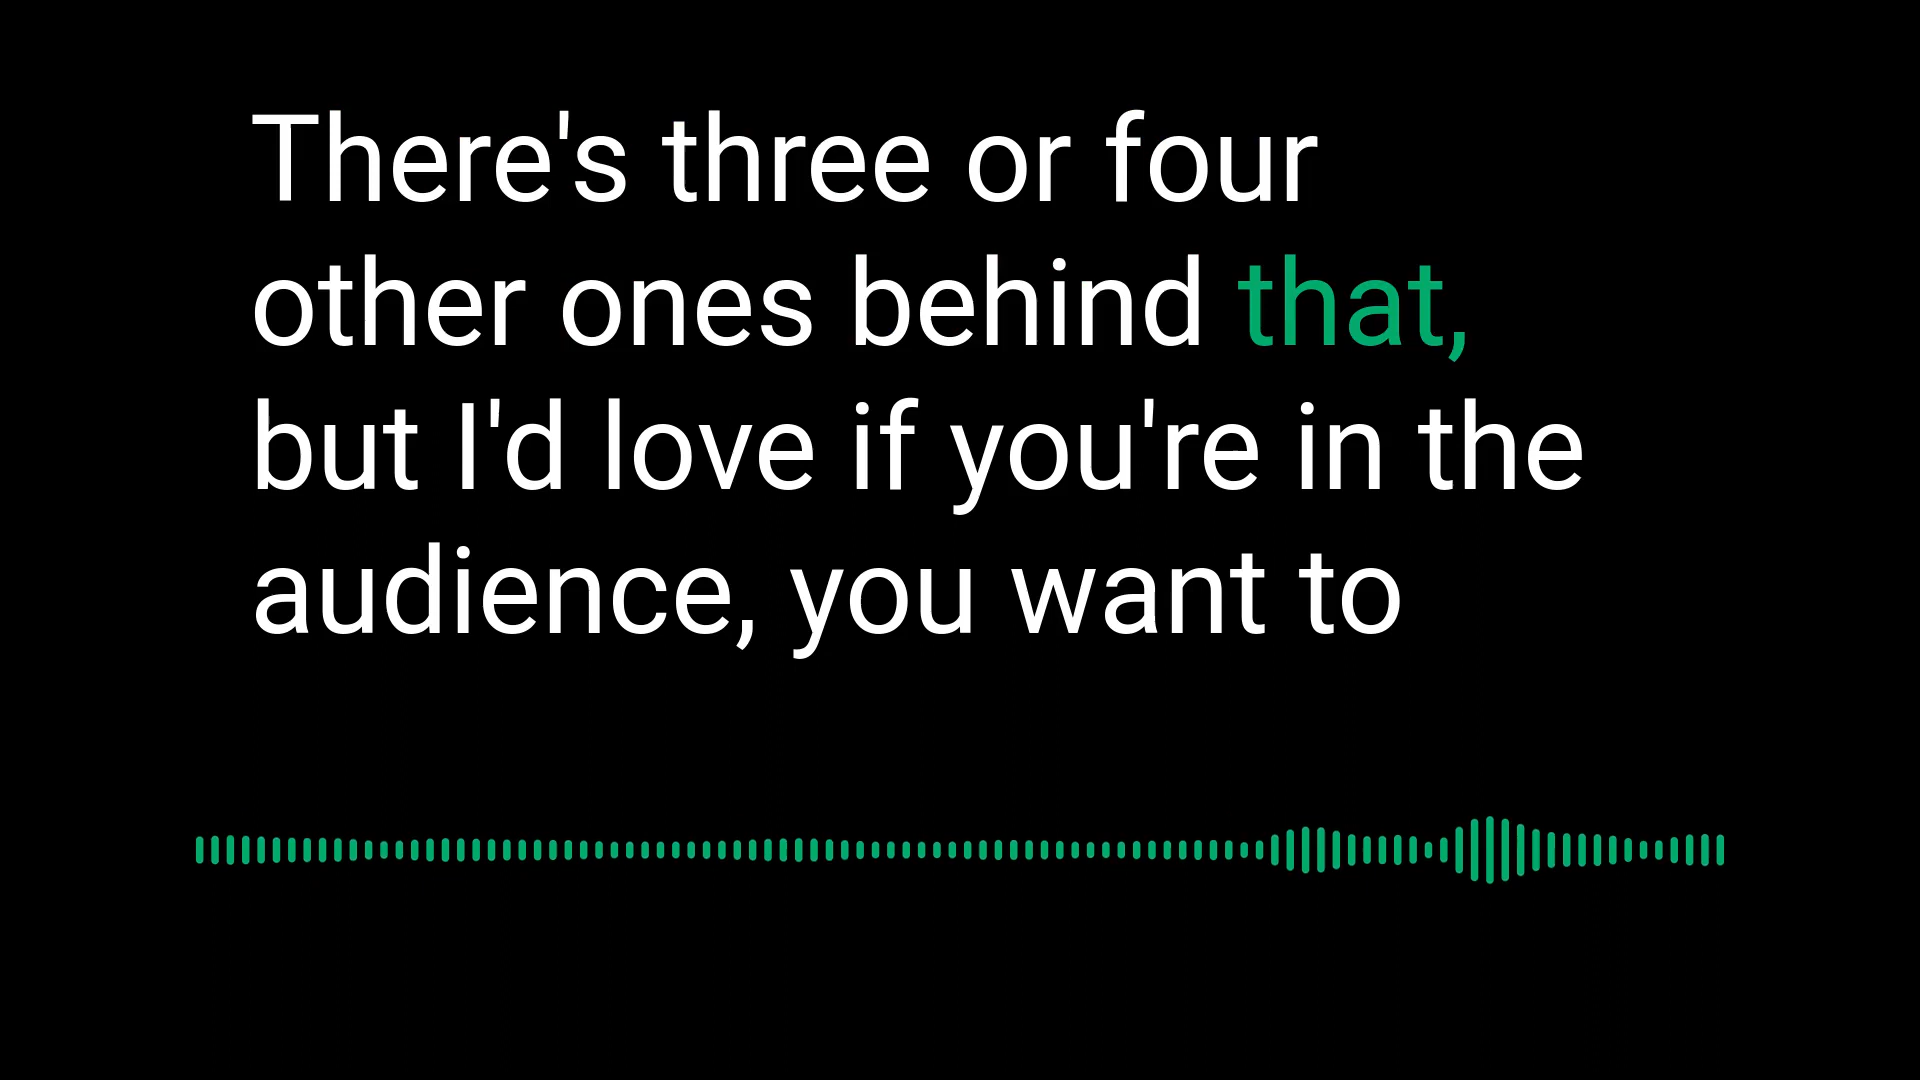 There's three or four
other ones behind that,
but I'd love if you're in the
audience, you want to